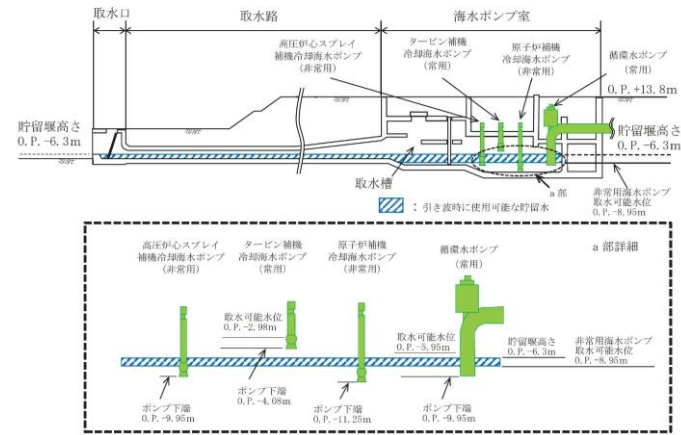 取水口
取水路
海水ポンプ室
高圧炉心スプレイ
補機冷却海水ポンプ
(非常用)
タービン補機
冷却海水ポンプ
(常用)
原子炉補機
冷却海水ポンプ
(非常用)
循環水ポンプ
(常用)
O.P.+13.8m
貯留堰高さ
O.P.-6.3m
貯留堰高さ
O.P.-6.3m
取水槽
a 部
非常用海水ポンプ
取水可能水位
O.P.-8.95m
:引き波時に使用可能な貯留水
a 部詳細
高圧炉心スプレイ
補機冷却海水ポンプ
(非常用)
タービン補機
冷却海水ポンプ
(常用)
原子炉補機
冷却海水ポンプ
(非常用)
循環水ポンプ
(常用)
取水可能水位
O.P.-2.98m
取水可能水位
O.P.-5.95m
貯留堰高さ
O.P.-6.3m
非常用海水ポンプ
取水可能水位
O.P.-8.95m
ポンプ下端
O.P.-9.95m
ポンプ下端
O.P.-4.08m
ポンプ下端
O.P.-11.25m
ポンプ下端
O.P.-9.95m